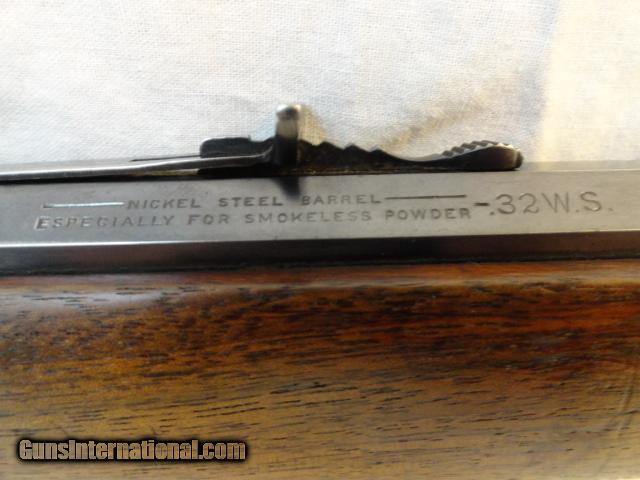 NICKEL STEEL BARREL
ESPECIALLY FOR SMOKELESS POWDER -.32 W.S.
GunsInternational.com